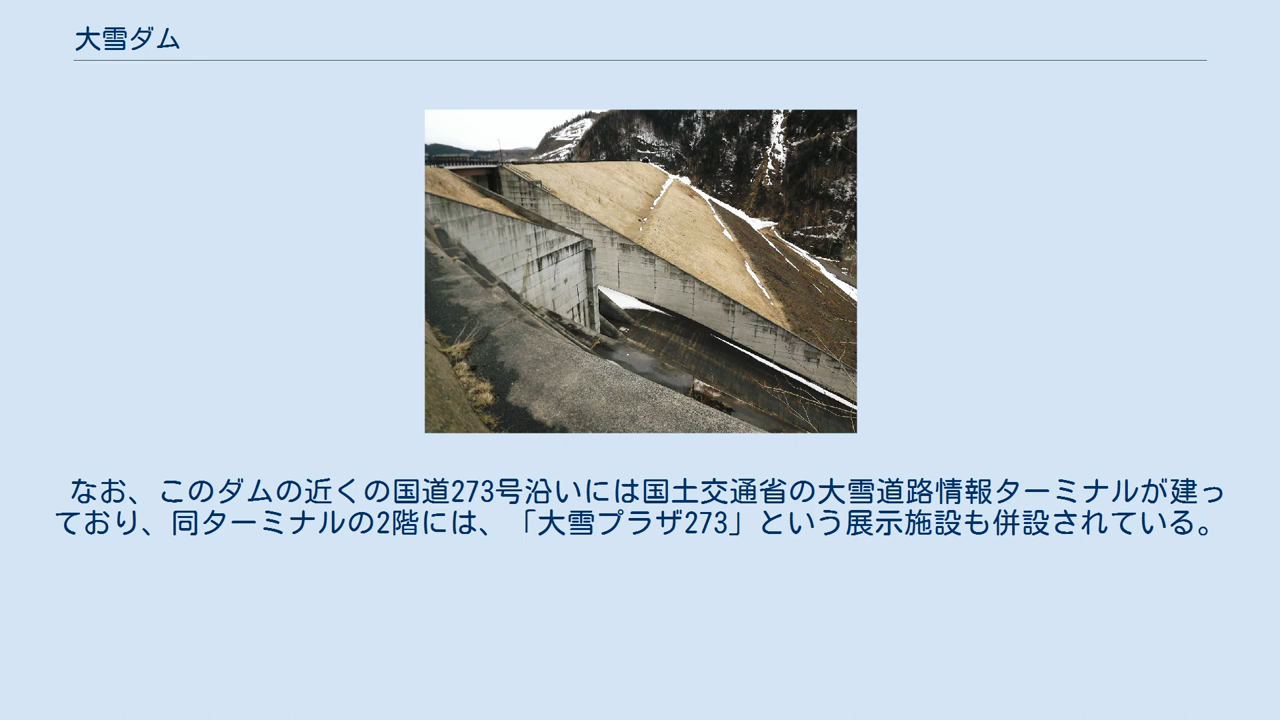 大雪ダム
なお、このダムの近くの国道273号沿いには国土交通省の大雪道路情報ターミナルが建っ
ており、同ターミナルの2階には、「大雪プラザ273」という展示施設も併設されている。